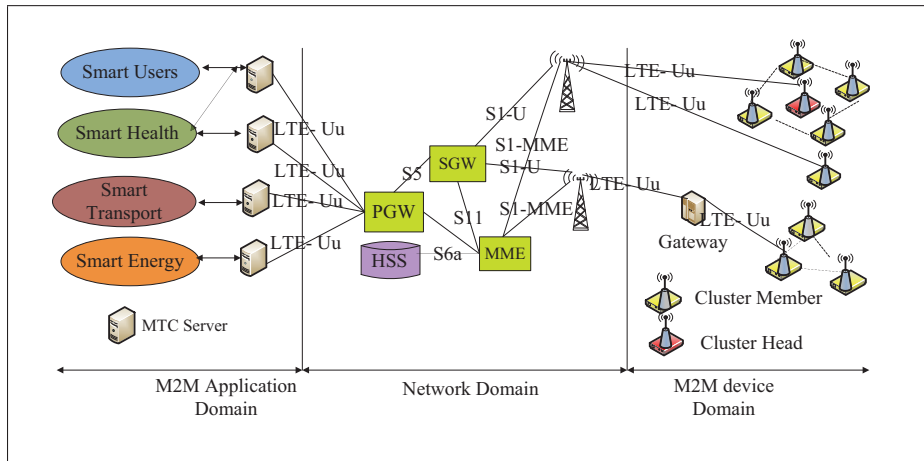 Smart Users
Smart Health
Smart
Transport
Smart Energy
MTC Server
LTE- Uu
LTE- Uu
LTE- Uu
LTE- Uu
PGW
HSS
S5
SGW
S11
S6a
MME
S1-U
S1-MME
S1-U
S1-MME
LTE- Uu
LTE- Uu
LTE- Uu
Gateway
LTE- Uu
Cluster Member
Cluster Head
M2M Application
Domain
Network Domain
M2M device
Domain